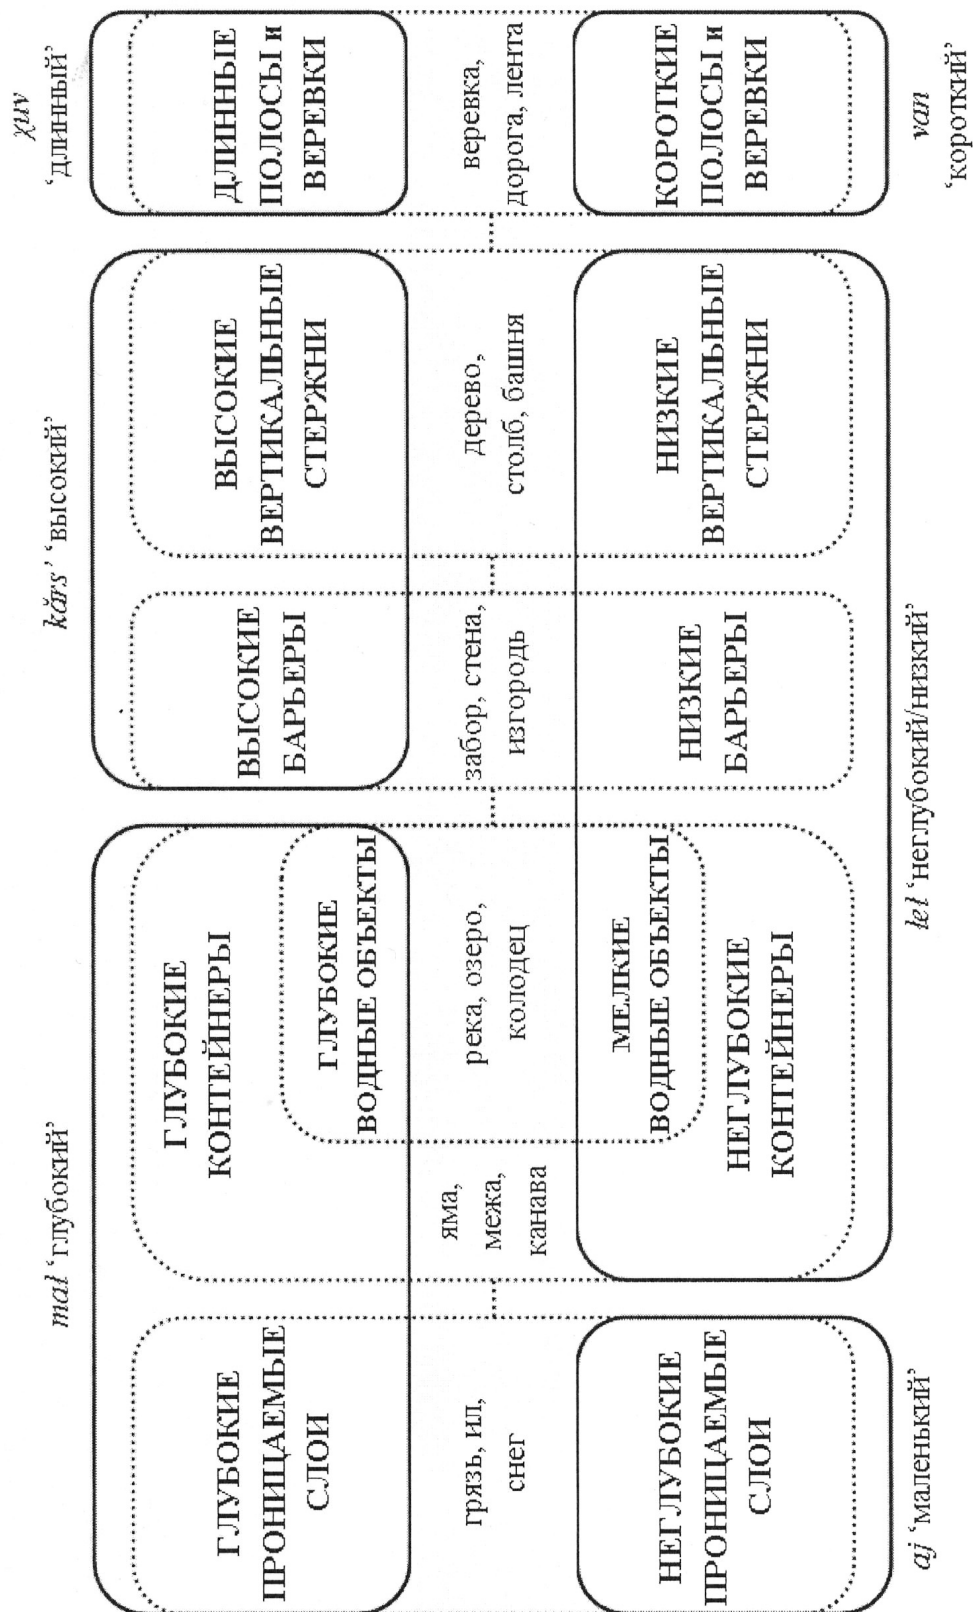 mał ‘глубокий’
kărs’ ‘высокий’
χuv
‘длинный’
ГЛУБОКИЕ
ПРОНИЦАЕМЫЕ
СЛОИ
ГЛУБОКИЕ
КОНТЕЙНЕРЫ
ГЛУБОКИЕ
ВОДНЫЕ ОБЪЕКТЫ
ВЫСОКИЕ
БАРЬЕРЫ
ВЫСОКИЕ
ВЕРТИКАЛЬНЫЕ
СТЕРЖНИ
ДЛИННЫЕ
ПОЛОСЫ и
ВЕРЕВКИ
грязь, ил,
снег
яма,
межа,
канава
река, озеро,
колодец
забор, стена,
изгородь
дерево,
столб, башня
веревка,
дорога, лента
НЕГЛУБОКИЕ
ПРОНИЦАЕМЫЕ
СЛОИ
МЕЛКИЕ
ВОДНЫЕ ОБЪЕКТЫ
НЕГЛУБОКИЕ
КОНТЕЙНЕРЫ
НИЗКИЕ
БАРЬЕРЫ
НИЗКИЕ
ВЕРТИКАЛЬНЫЕ
СТЕРЖНИ
КОРОТКИЕ
ПОЛОСЫ и
ВЕРЕВКИ
aj ‘маленький’
łeł ‘неглубокий/низкий’
van
‘короткий’